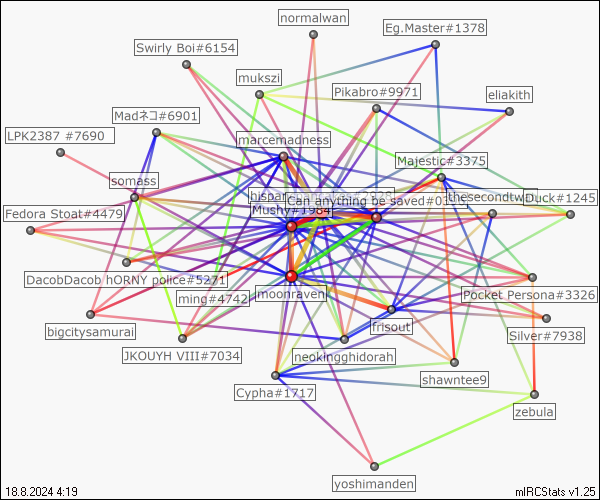 normalwan
Eg.Master#1378
Swirly Boi#6154
mukszi
Pikabro#9971
eliakith
Madネコ#6901
LPK2387 #7690
marcemadness
Majestic#3375
somass
Can anything be saved#03
thesecondtw
Duck#1245
Mushy#1984
Fedora Stoat#4479
DacobDacob hORNY police#5271
ming#4742
moonraven
Pocket Persona#3326
bigcitysamurai
frisout
Silver#7938
JKOUYH VIII#7034
neokingghidorah
shawntee9
Cypha#1717
zebula
yoshimanden
18.8.2024 4:19
mIRCStats v1.25